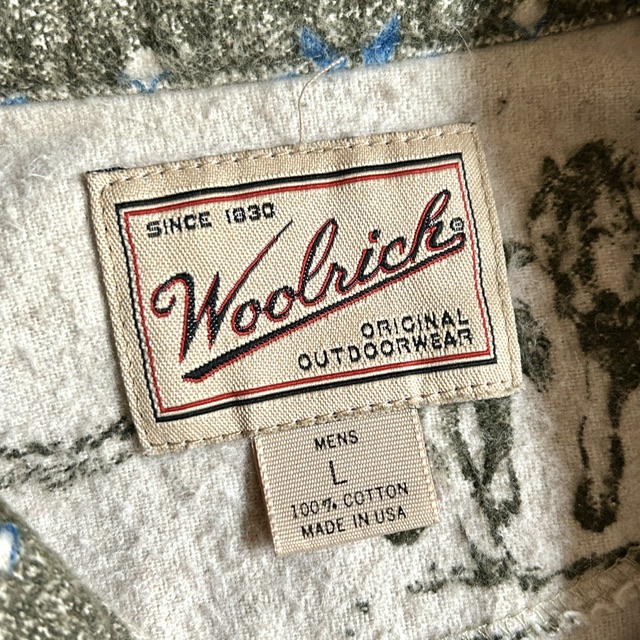 SINCE 1830
Woolrich®
ORIGINAL
OUTDOORWEAR
MENS
L
100% COTTON
MADE IN USA